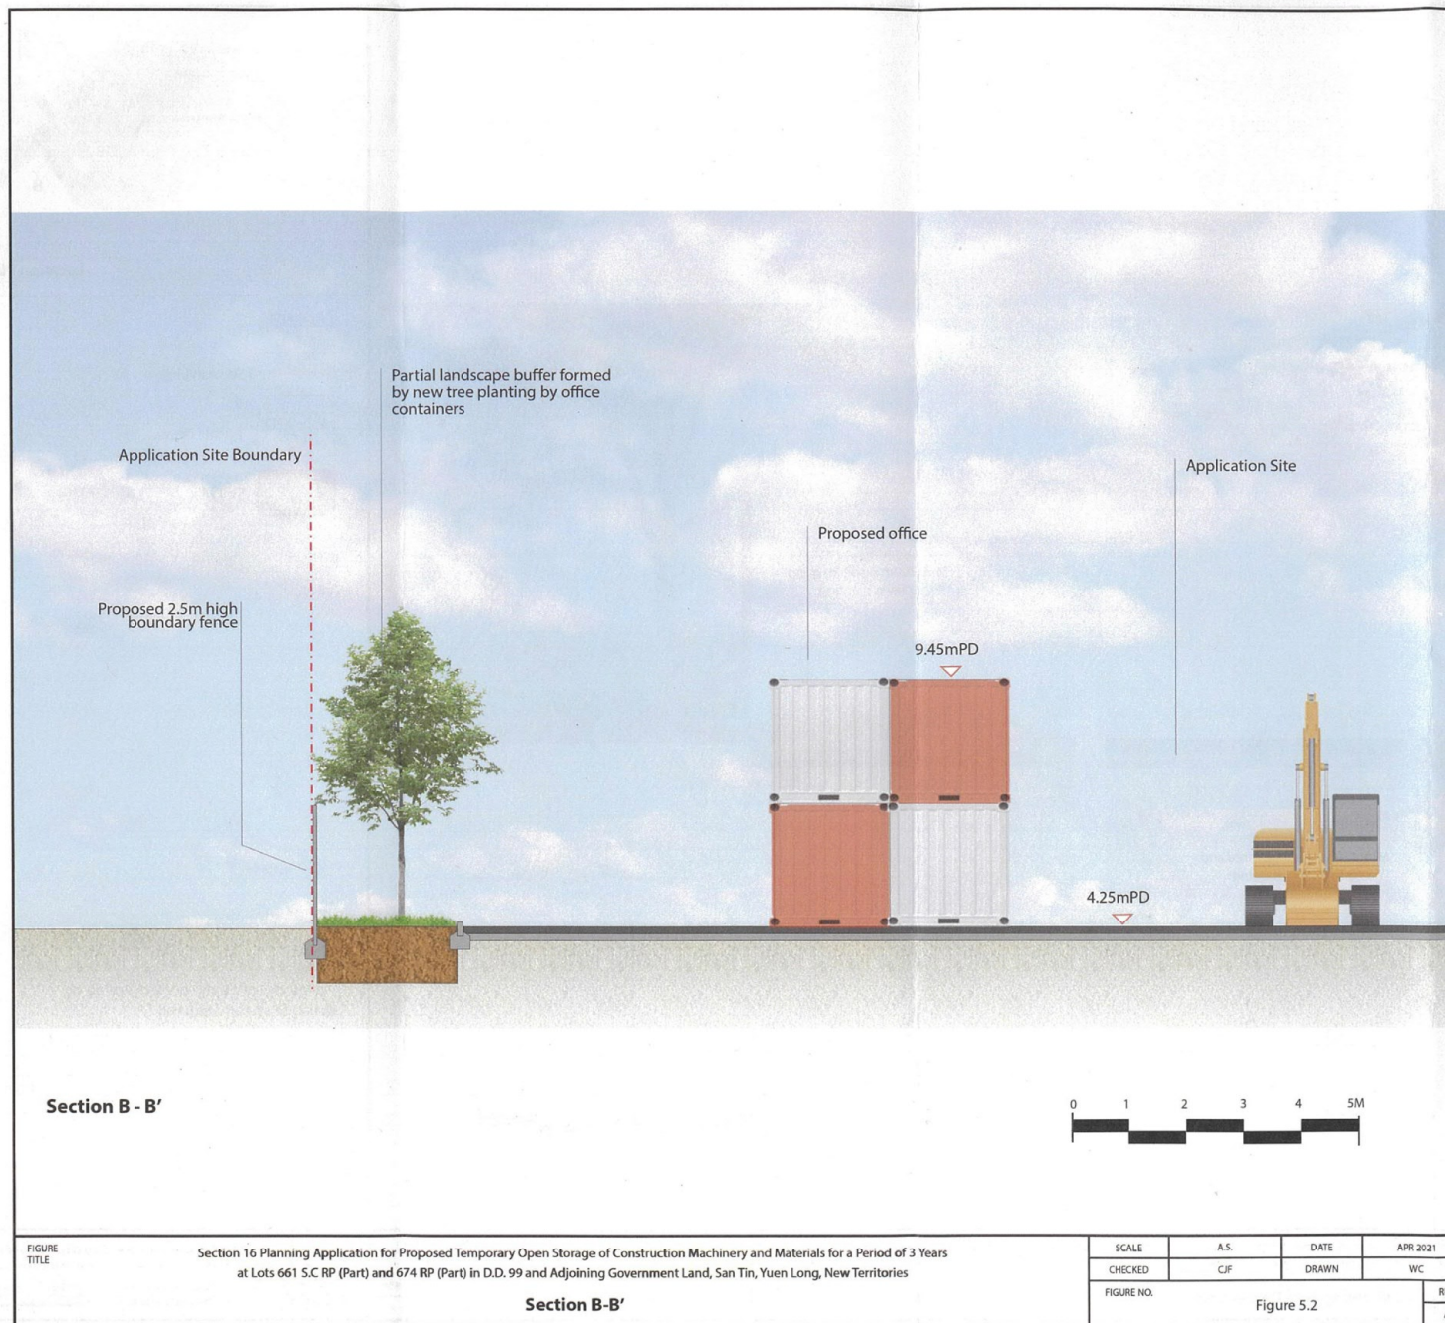 Partial landscape buffer formed
by new tree planting by office
containers
Application Site Boundary
Application Site
Proposed office
Proposed 2.5m high
boundary fence
9.45mPD
4.25mPD
Section B - B’
0 1 2 3 4 5M
FIGURE
TITLE
Section 16 Planning Application for Proposed Temporary Open Storage of Construction Machinery and Materials for a Period of 3 Years
at Lots 661 S.C RP (Part) and 674 RP (Part) in D.D. 99 and Adjoining Government Land, San Tin, Yuen Long, New Territories
Section B-B’
SCALE A.S. DATE APR 2021
CHECKED CJF DRAWN WC
FIGURE NO.
Figure 5.2